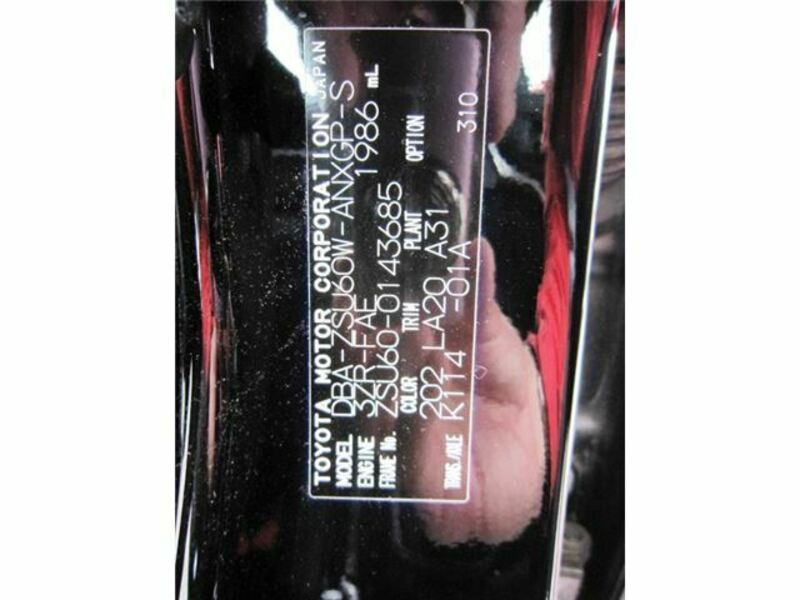 TOYOTA MOTOR CORPORATION JAPAN
MODEL DBA-ZSU60W-ANXGP-S
ENGINE 3ZR-FAE 1986 mL
FRAME No. ZSU60-0143685
COLOR TRIM PLANT OPTION
202 LA20 A31 310
TRANS./AXLE K114 -01A